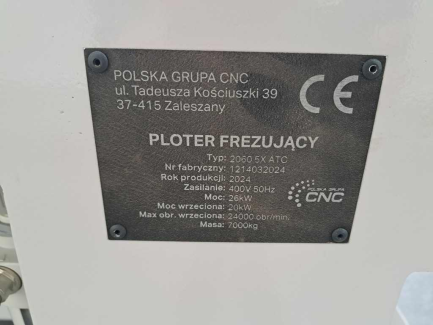 POLSKA GRUPA CNC
ul. Tadeusza Kościuszki 39
37-415 Zaleszany
CE
PLOTER FREZUJĄCY
Typ: 2060 5X ATC
Nr fabryczny: 1214032024
Rok produkcji: 2024
Zasilanie: 400V 50Hz
Moc: 26kW
Moc wrzeciona: 20kW
Max obr. wrzeciona: 24000 obr/min.
Masa: 7000kg
POLSKA GRUPA
CNC